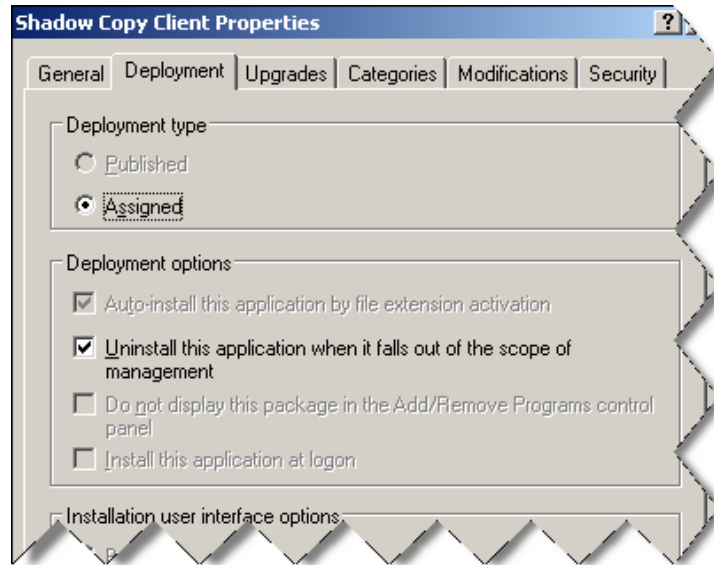 Shadow Copy Client Properties
General Deployment Upgrades Categories Modifications Security
Deployment type
Published
Assigned
Deployment options
Auto-install this application by file extension activation
Uninstall this application when it falls out of the scope of
management
Do not display this package in the Add/Remove Programs control
panel
Install this application at logon
Installation user interface options